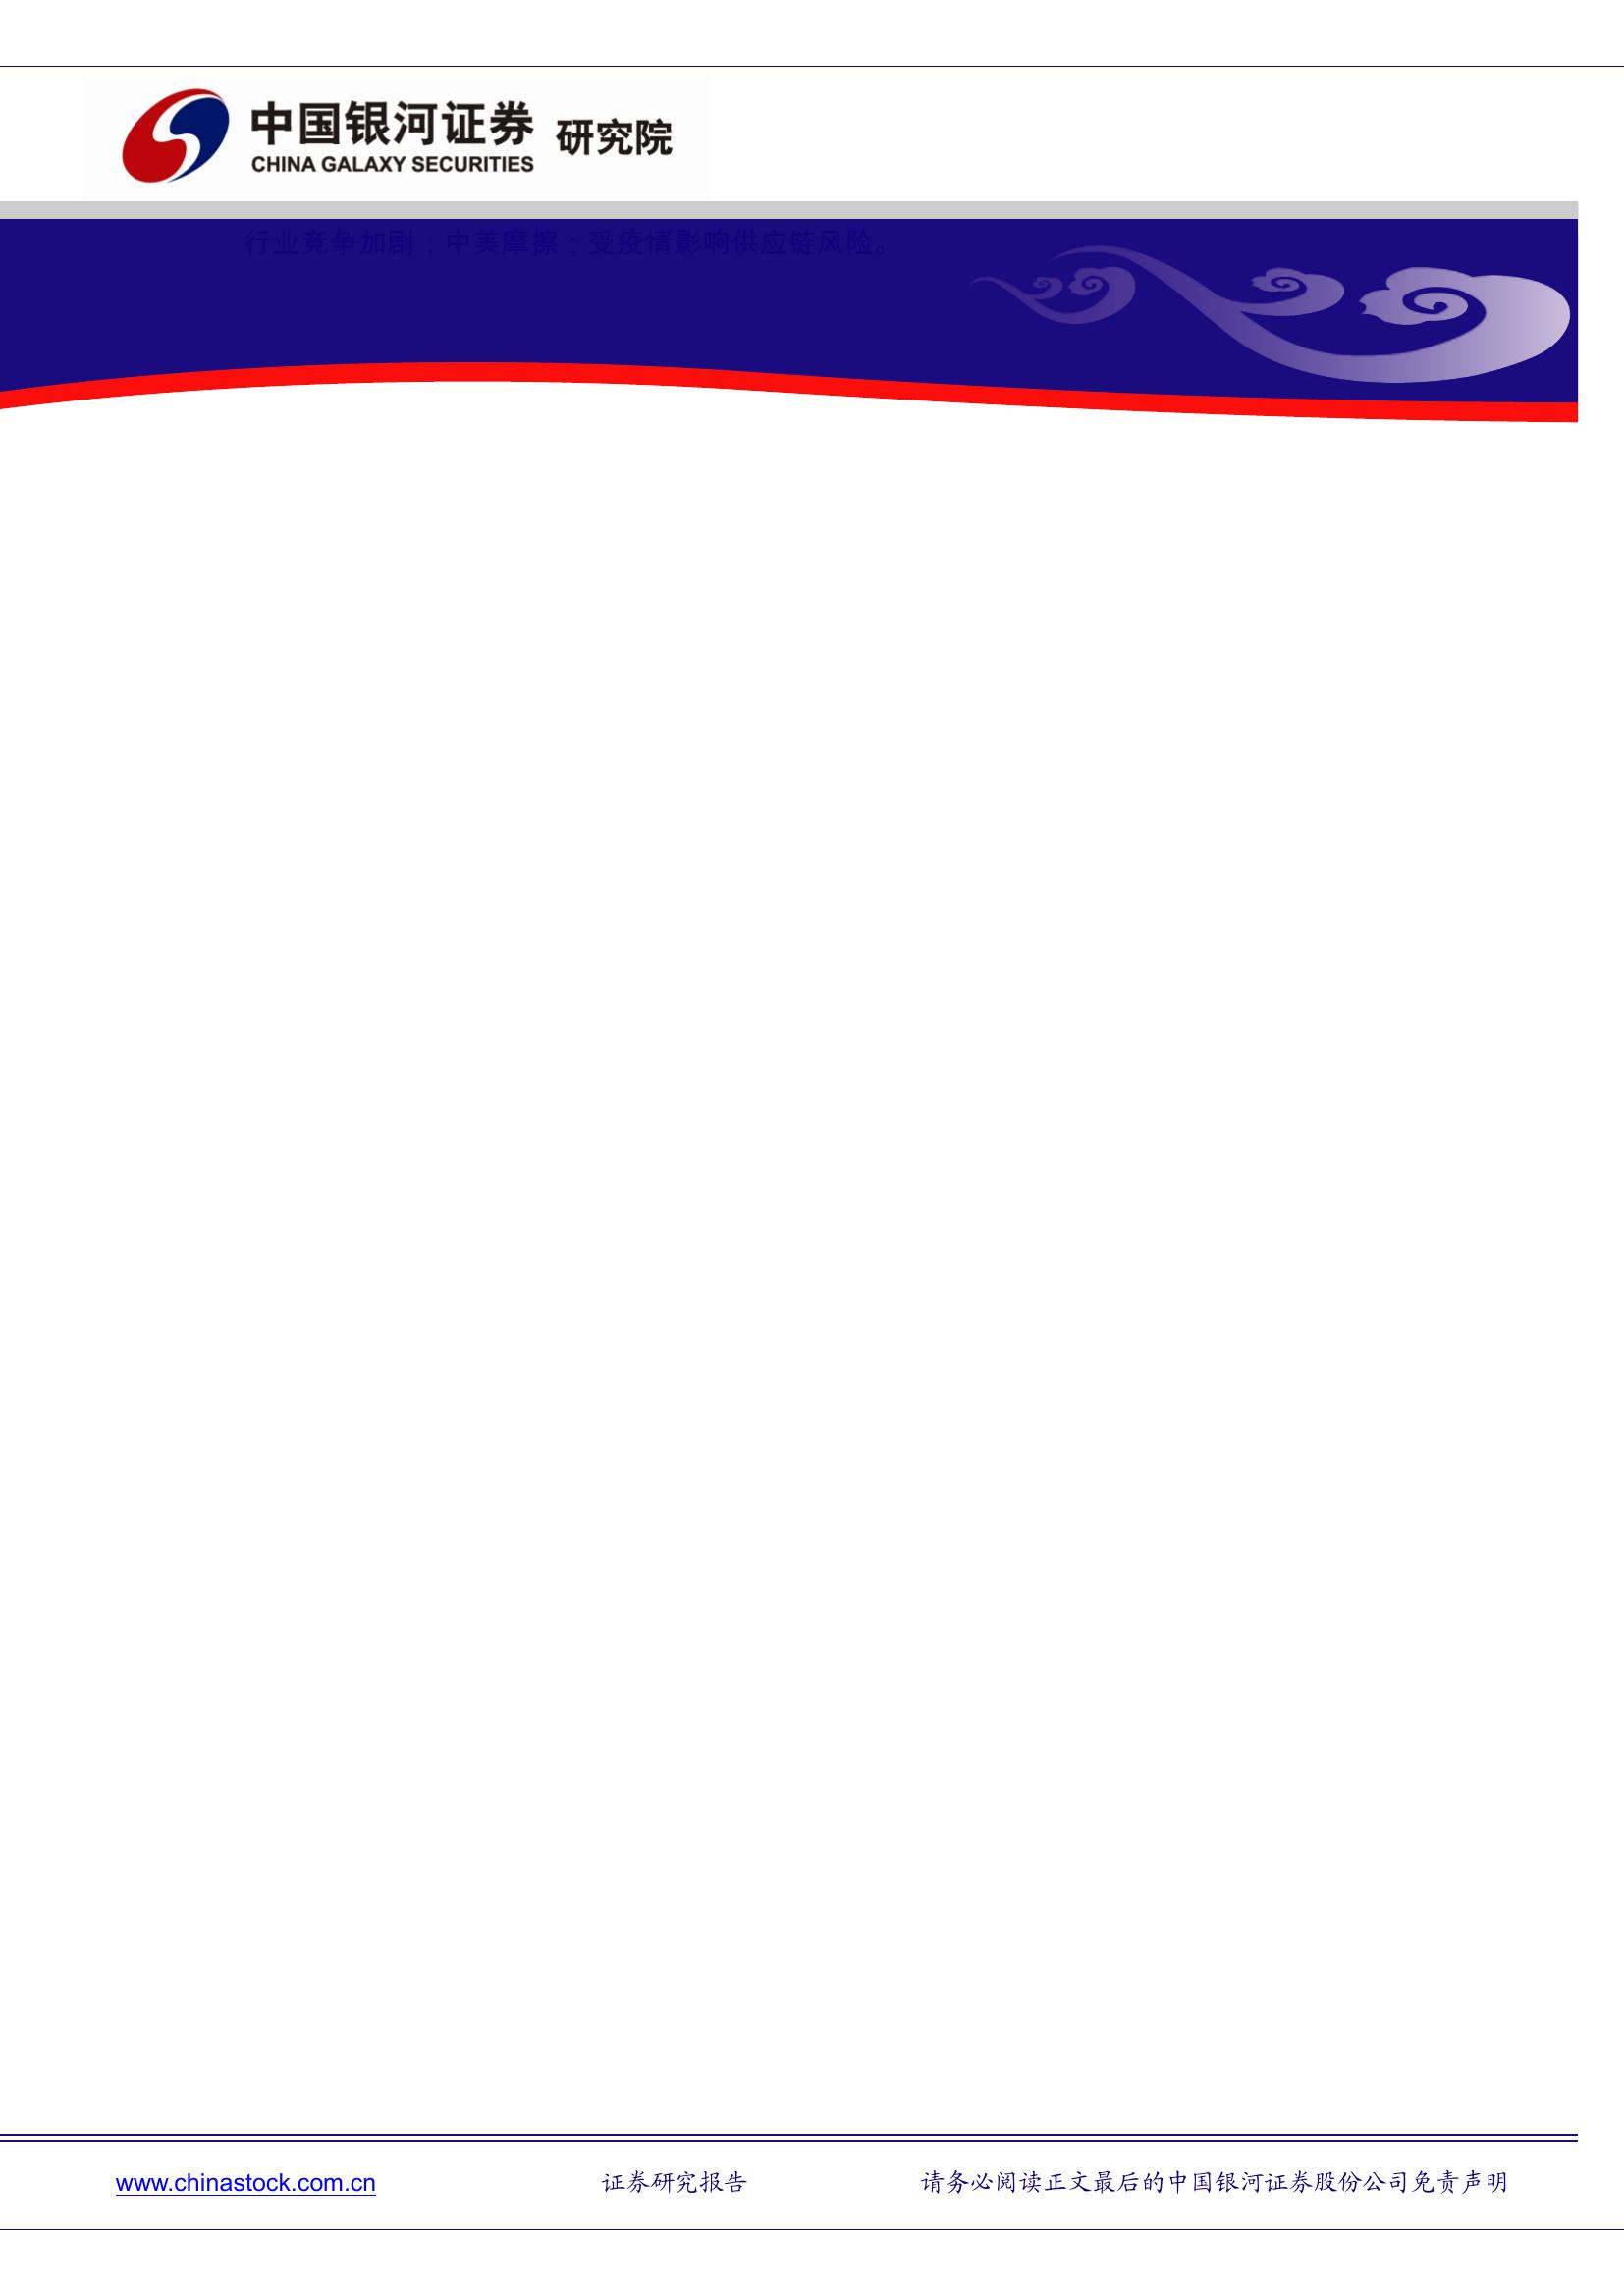 中国银河证券 研究院
CHINA GALAXY SECURITIES
行业竞争加剧；中美摩擦；受疫情影响供应链风险。
www.chinastock.com.cn 证券研究报告 请务必阅读正文最后的中国银河证券股份公司免责声明